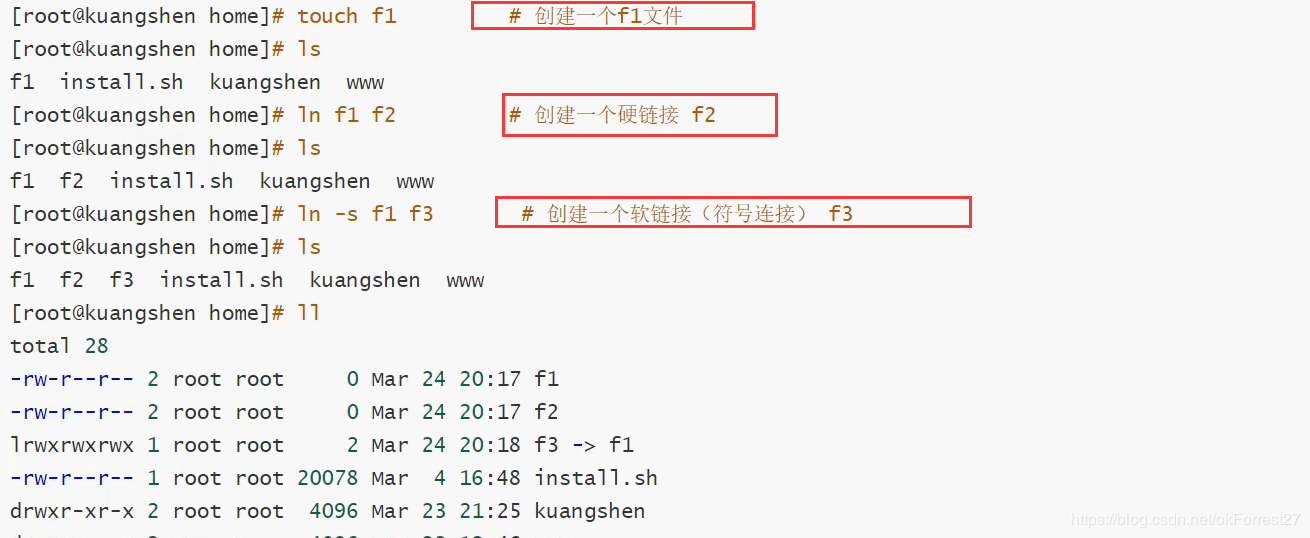 [root@kuangshen home]# touch f1 # 创建一个f1文件
[root@kuangshen home]# ls
f1 install.sh kuangshen www
[root@kuangshen home]# ln f1 f2 # 创建一个硬链接 f2
[root@kuangshen home]# ls
f1 f2 install.sh kuangshen www
[root@kuangshen home]# ln -s f1 f3 # 创建一个软链接（符号连接） f3
[root@kuangshen home]# ls
f1 f2 f3 install.sh kuangshen www
[root@kuangshen home]# ll
total 28
-rw-r--r-- 2 root root 0 Mar 24 20:17 f1
-rw-r--r-- 2 root root 0 Mar 24 20:17 f2
lrwxrwxrwx 1 root root 2 Mar 24 20:18 f3 -> f1
-rw-r--r-- 1 root root 20078 Mar 4 16:48 install.sh
drwxr-xr-x 2 root root 4096 Mar 23 21:25 kuangshen
https://blog.csdn.net/okForrest27